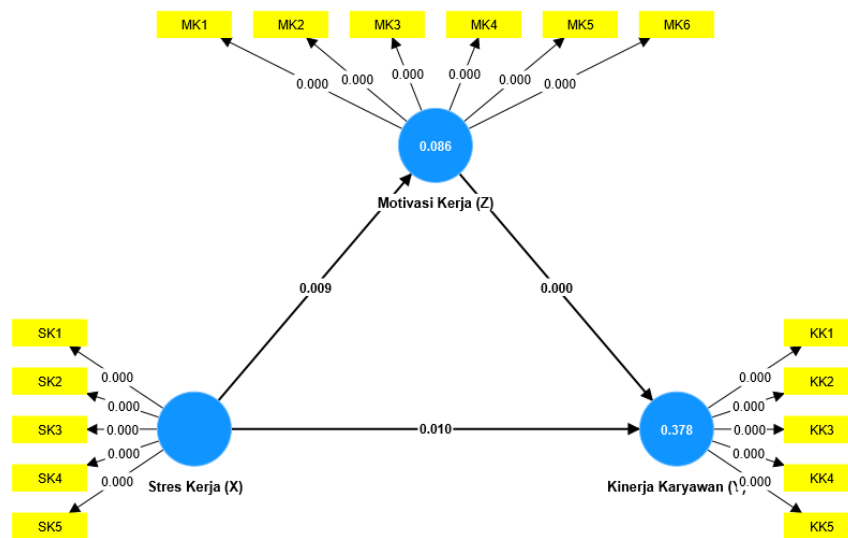 MK1 MK2 MK3 MK4 MK5 MK6
0.000 0.000 0.000 0.000 0.000 0.000
0.086
Motivasi Kerja (Z)
0.009
0.000
SK1
0.000
SK2
0.000
SK3
0.000
SK4
0.000
SK5
0.000
Stres Kerja (X)
0.010
0.378
Kinerja Karyawan (Y)
KK1
0.000
KK2
0.000
KK3
0.000
KK4
0.000
KK5
0.000